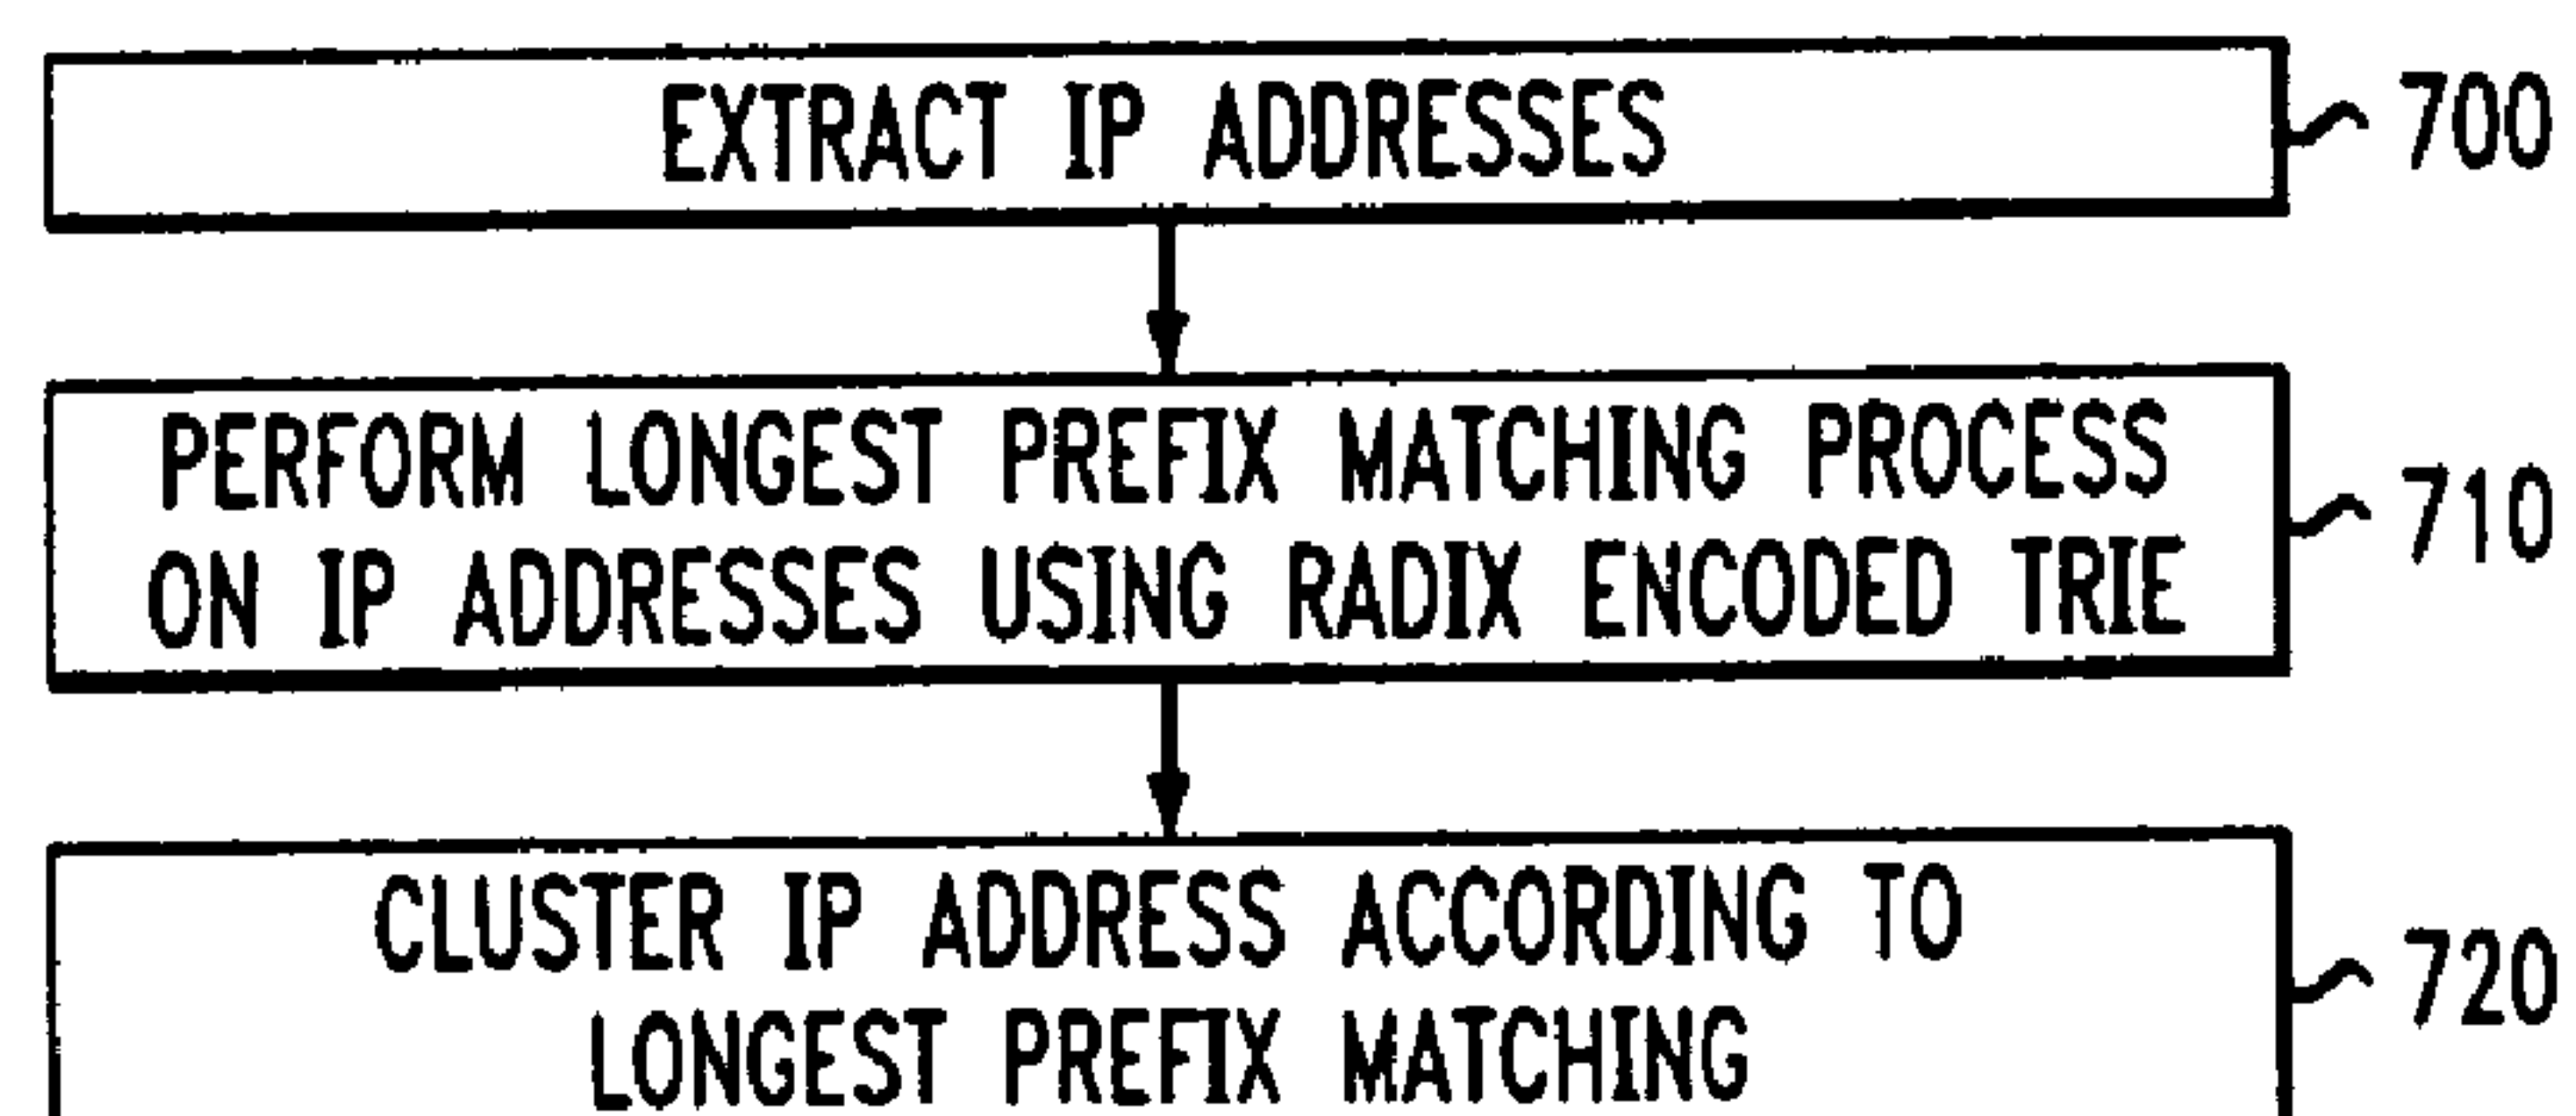 EXTRACT IP ADDRESSES
700
PERFORM LONGEST PREFIX MATCHING PROCESS
ON IP ADDRESSES USING RADIX ENCODED TRIE
710
CLUSTER IP ADDRESS ACCORDING TO
LONGEST PREFIX MATCHING
720